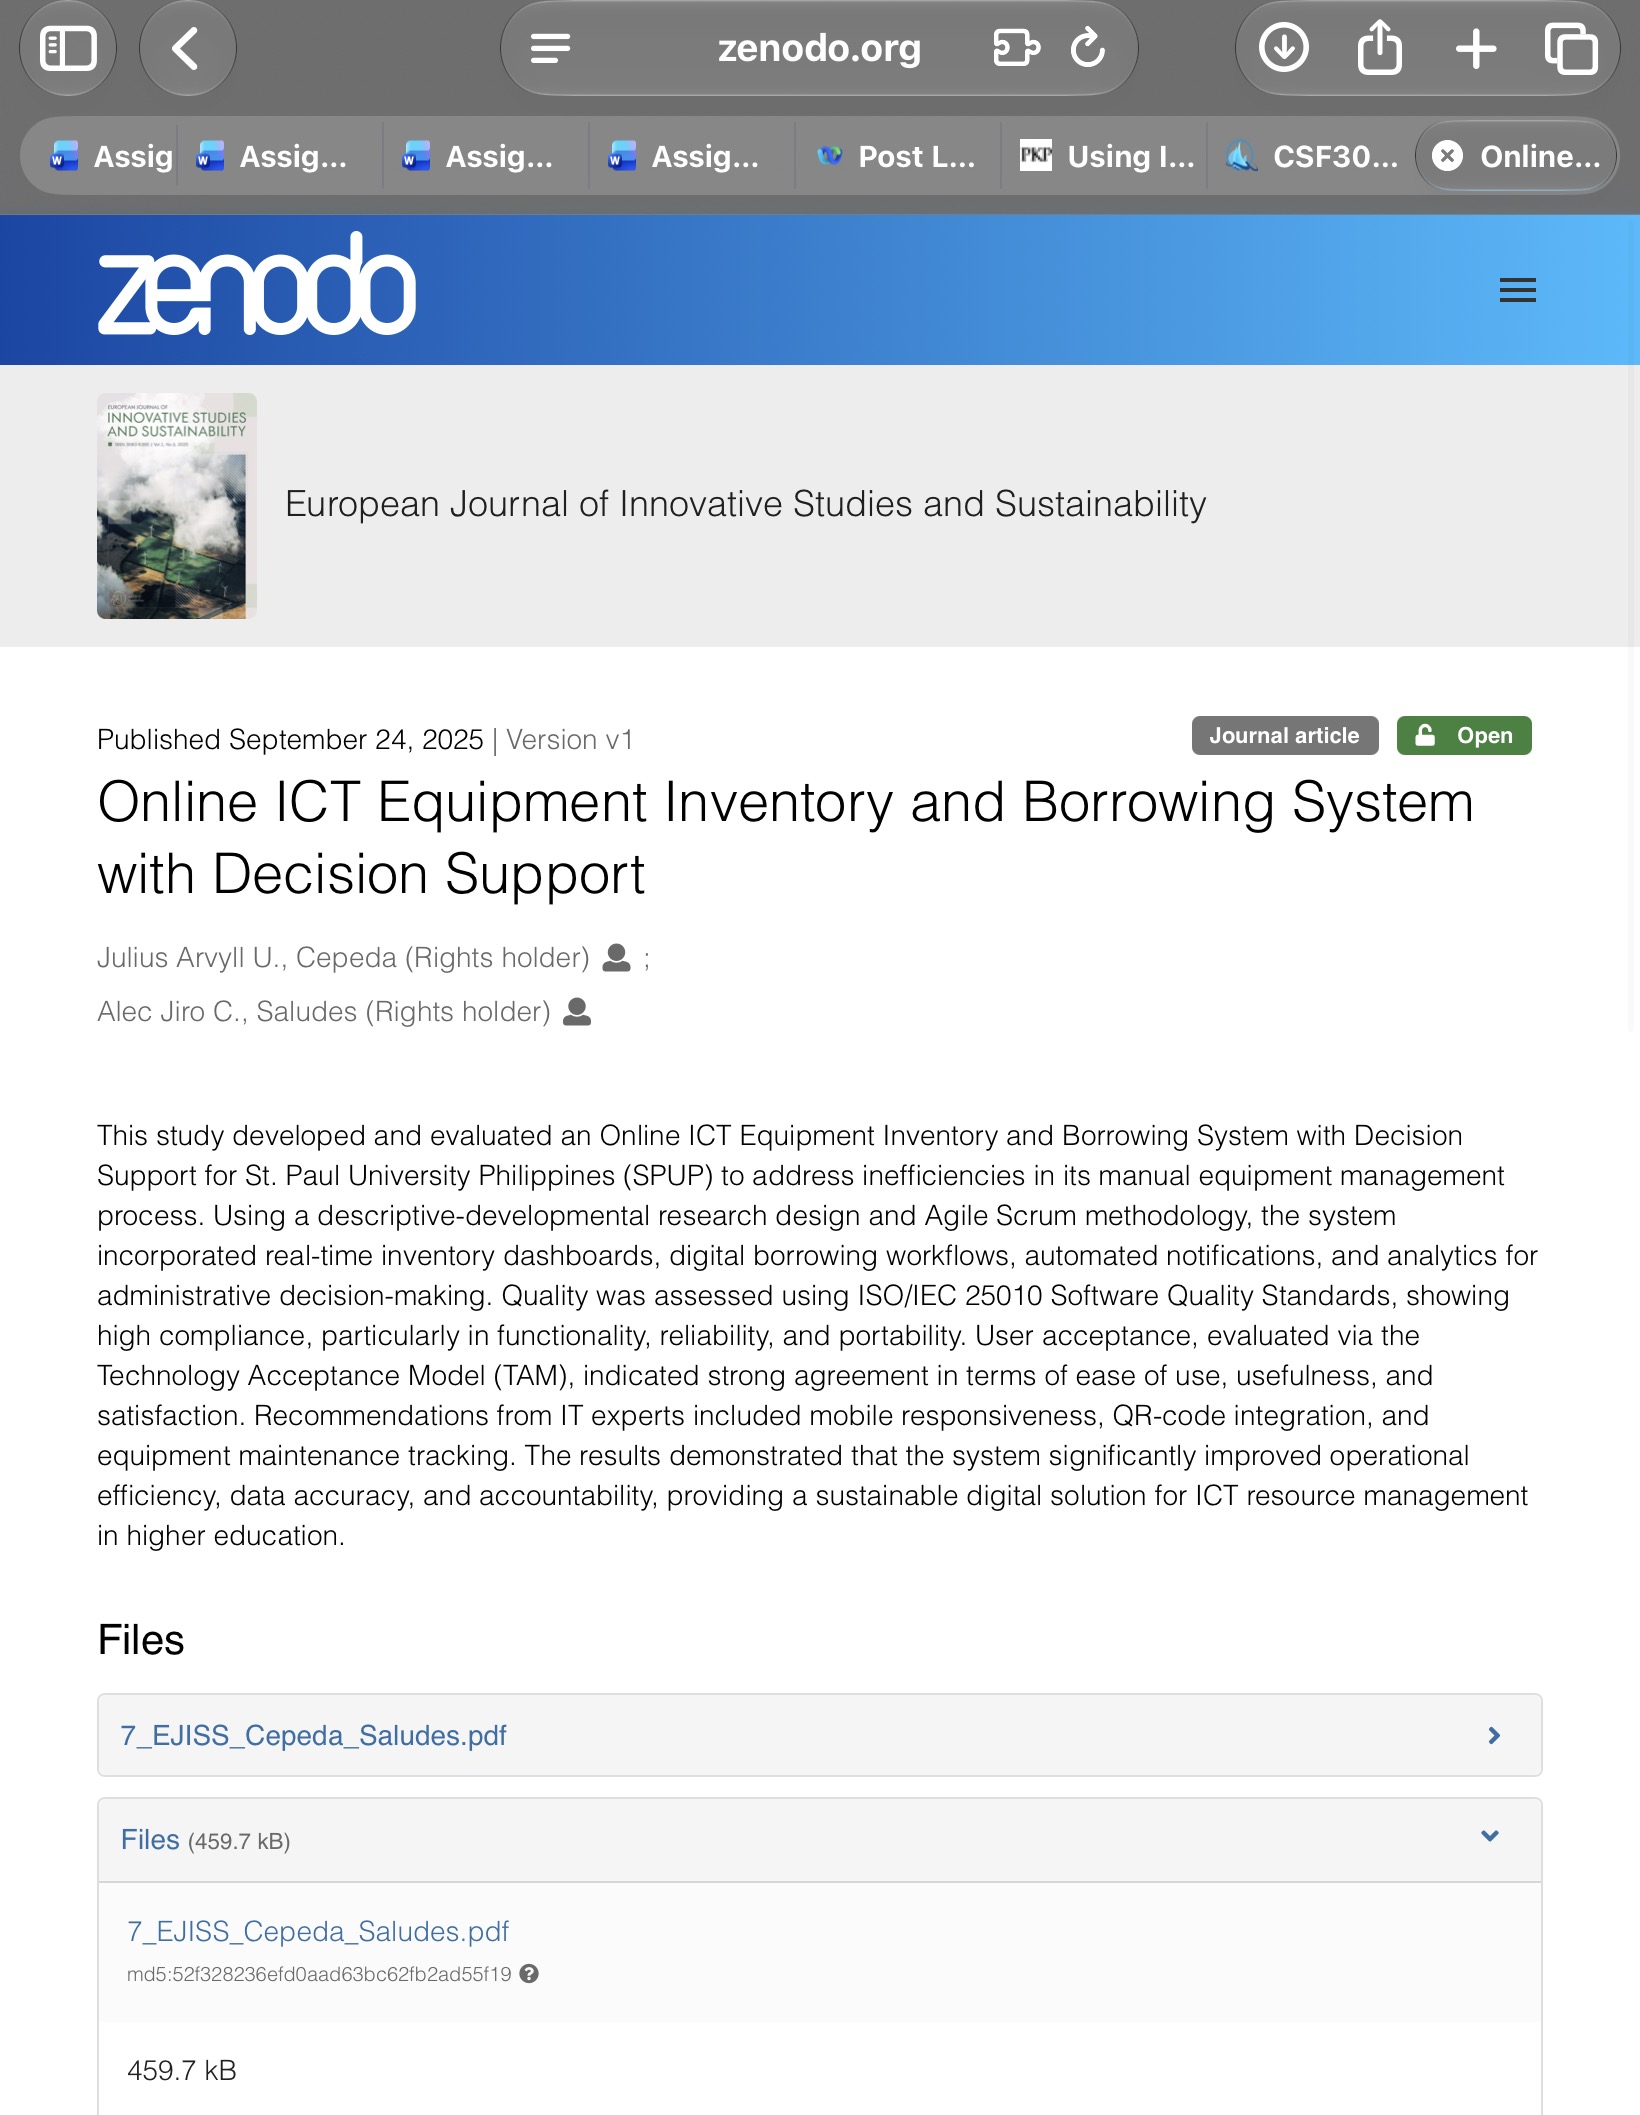 zenodo.org
Assig
Assig...
Assig...
Assig...
Post L...
PKP Using I...
CSF30...
Online...
zenodo
EUROPEAN JOURNAL OF
INNOVATIVE STUDIES
AND SUSTAINABILITY
European Journal of Innovative Studies and Sustainability
Published September 24, 2025 | Version v1
Journal article
Open
Online ICT Equipment Inventory and Borrowing System
with Decision Support
Julius Arvyll U., Cepeda (Rights holder) ;
Alec Jiro C., Saludes (Rights holder)
This study developed and evaluated an Online ICT Equipment Inventory and Borrowing System with Decision
Support for St. Paul University Philippines (SPUP) to address inefficiencies in its manual equipment management
process. Using a descriptive-developmental research design and Agile Scrum methodology, the system
incorporated real-time inventory dashboards, digital borrowing workflows, automated notifications, and analytics for
administrative decision-making. Quality was assessed using ISO/IEC 25010 Software Quality Standards, showing
high compliance, particularly in functionality, reliability, and portability. User acceptance, evaluated via the
Technology Acceptance Model (TAM), indicated strong agreement in terms of ease of use, usefulness, and
satisfaction. Recommendations from IT experts included mobile responsiveness, QR-code integration, and
equipment maintenance tracking. The results demonstrated that the system significantly improved operational
efficiency, data accuracy, and accountability, providing a sustainable digital solution for ICT resource management
in higher education.
Files
7_EJISS_Cepeda_Saludes.pdf
Files (459.7 kB)
7_EJISS_Cepeda_Saludes.pdf
md5:52f328236efd0aad63bc62fb2ad55f19
459.7 kB